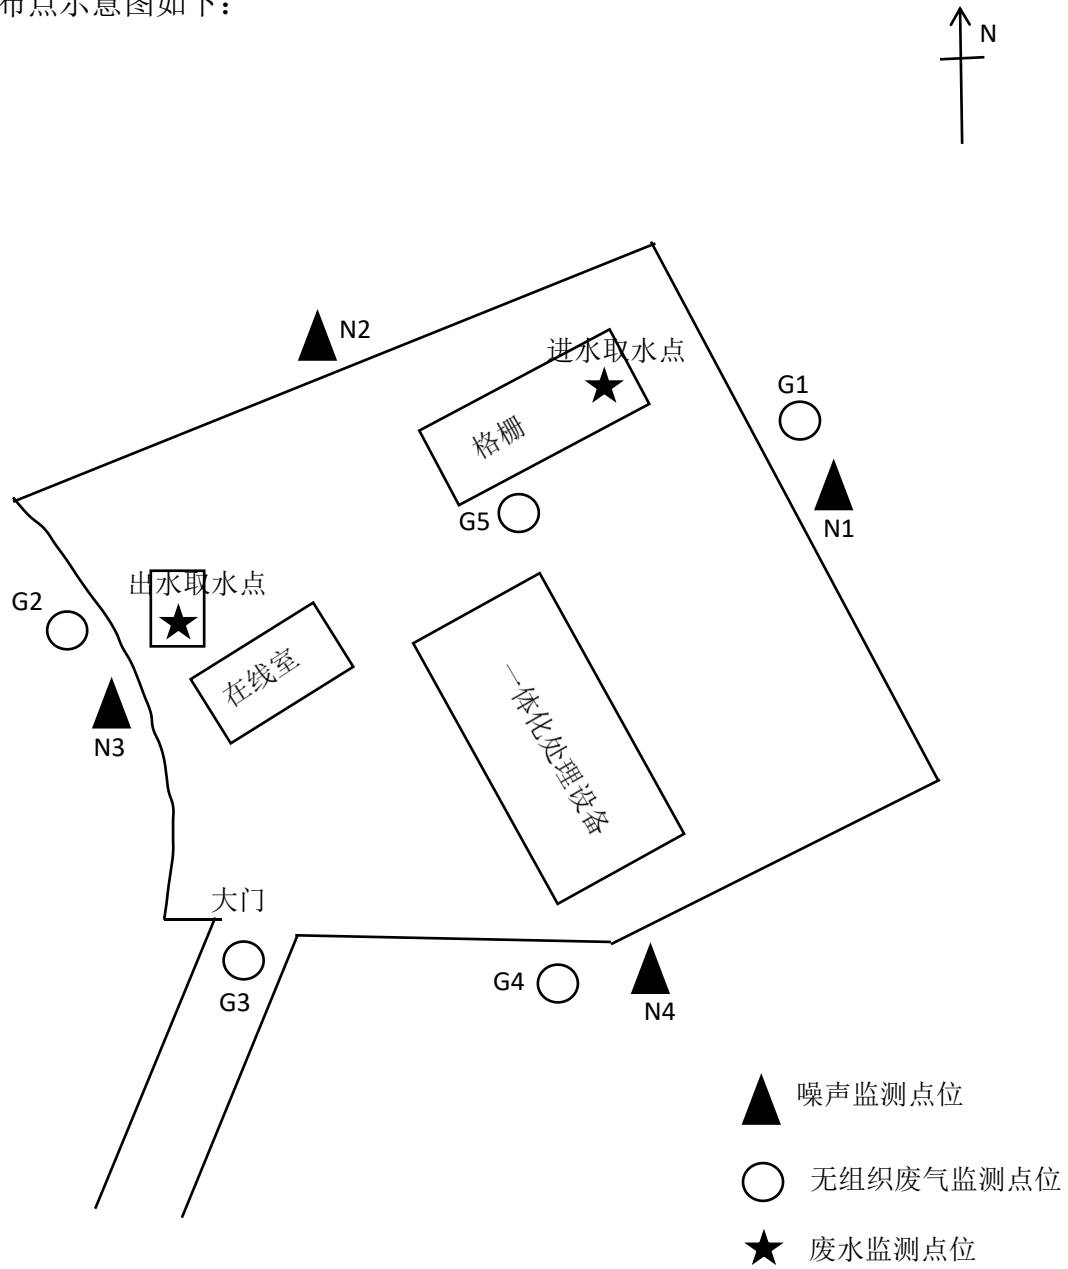 布点示意图如下：
N
N2
进水取水点
G1
格栅
G5
N1
出水取水点
G2
在线室
一体化处理设备
N3
大门
G4
G3
N4
噪声监测点位
无组织废气监测点位
废水监测点位